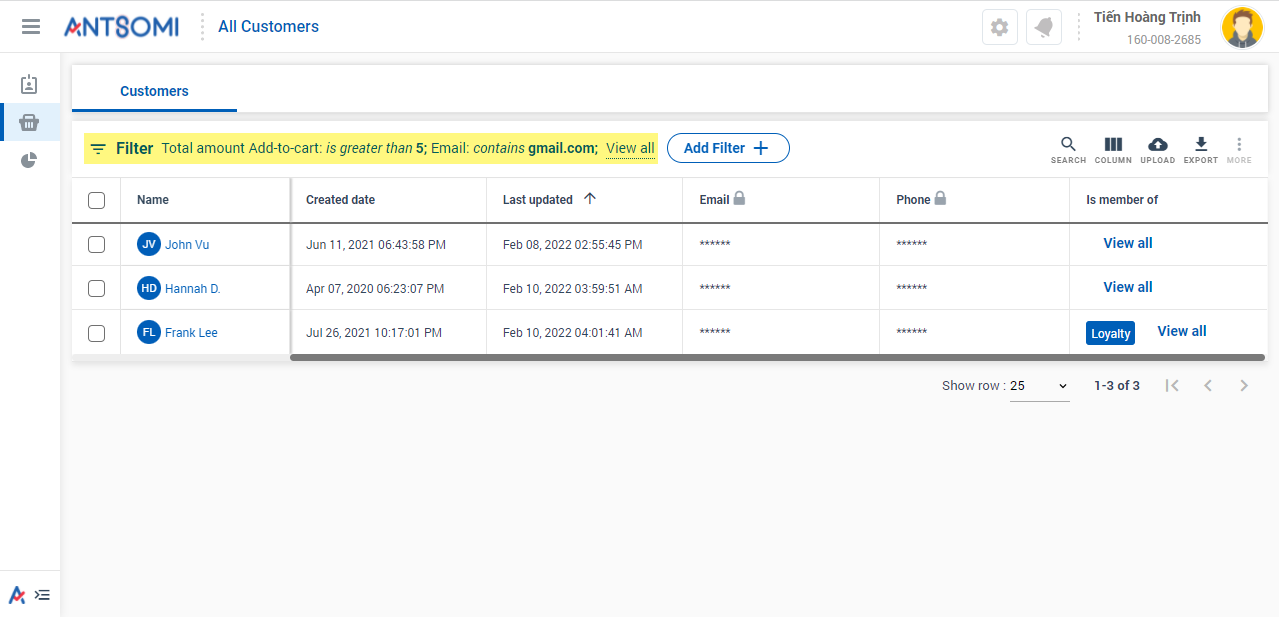 ANTSOMI
All Customers
Tiến Hoàng Trịnh
160-008-2685
Customers
Filter Total amount Add-to-cart: is greater than 5; Email: contains gmail.com; View all
Add Filter
SEARCH COLUMN UPLOAD EXPORT MORE
Name Created date Last updated Email Phone Is member of
JV John Vu Jun 11, 2021 06:43:58 PM Feb 08, 2022 02:55:45 PM ****** ****** View all
HD Hannah D. Apr 07, 2020 06:23:07 PM Feb 10, 2022 03:59:51 AM ****** ****** View all
FL Frank Lee Jul 26, 2021 10:17:01 PM Feb 10, 2022 04:01:41 AM ****** ****** Loyalty View all
Show row : 25 1-3 of 3